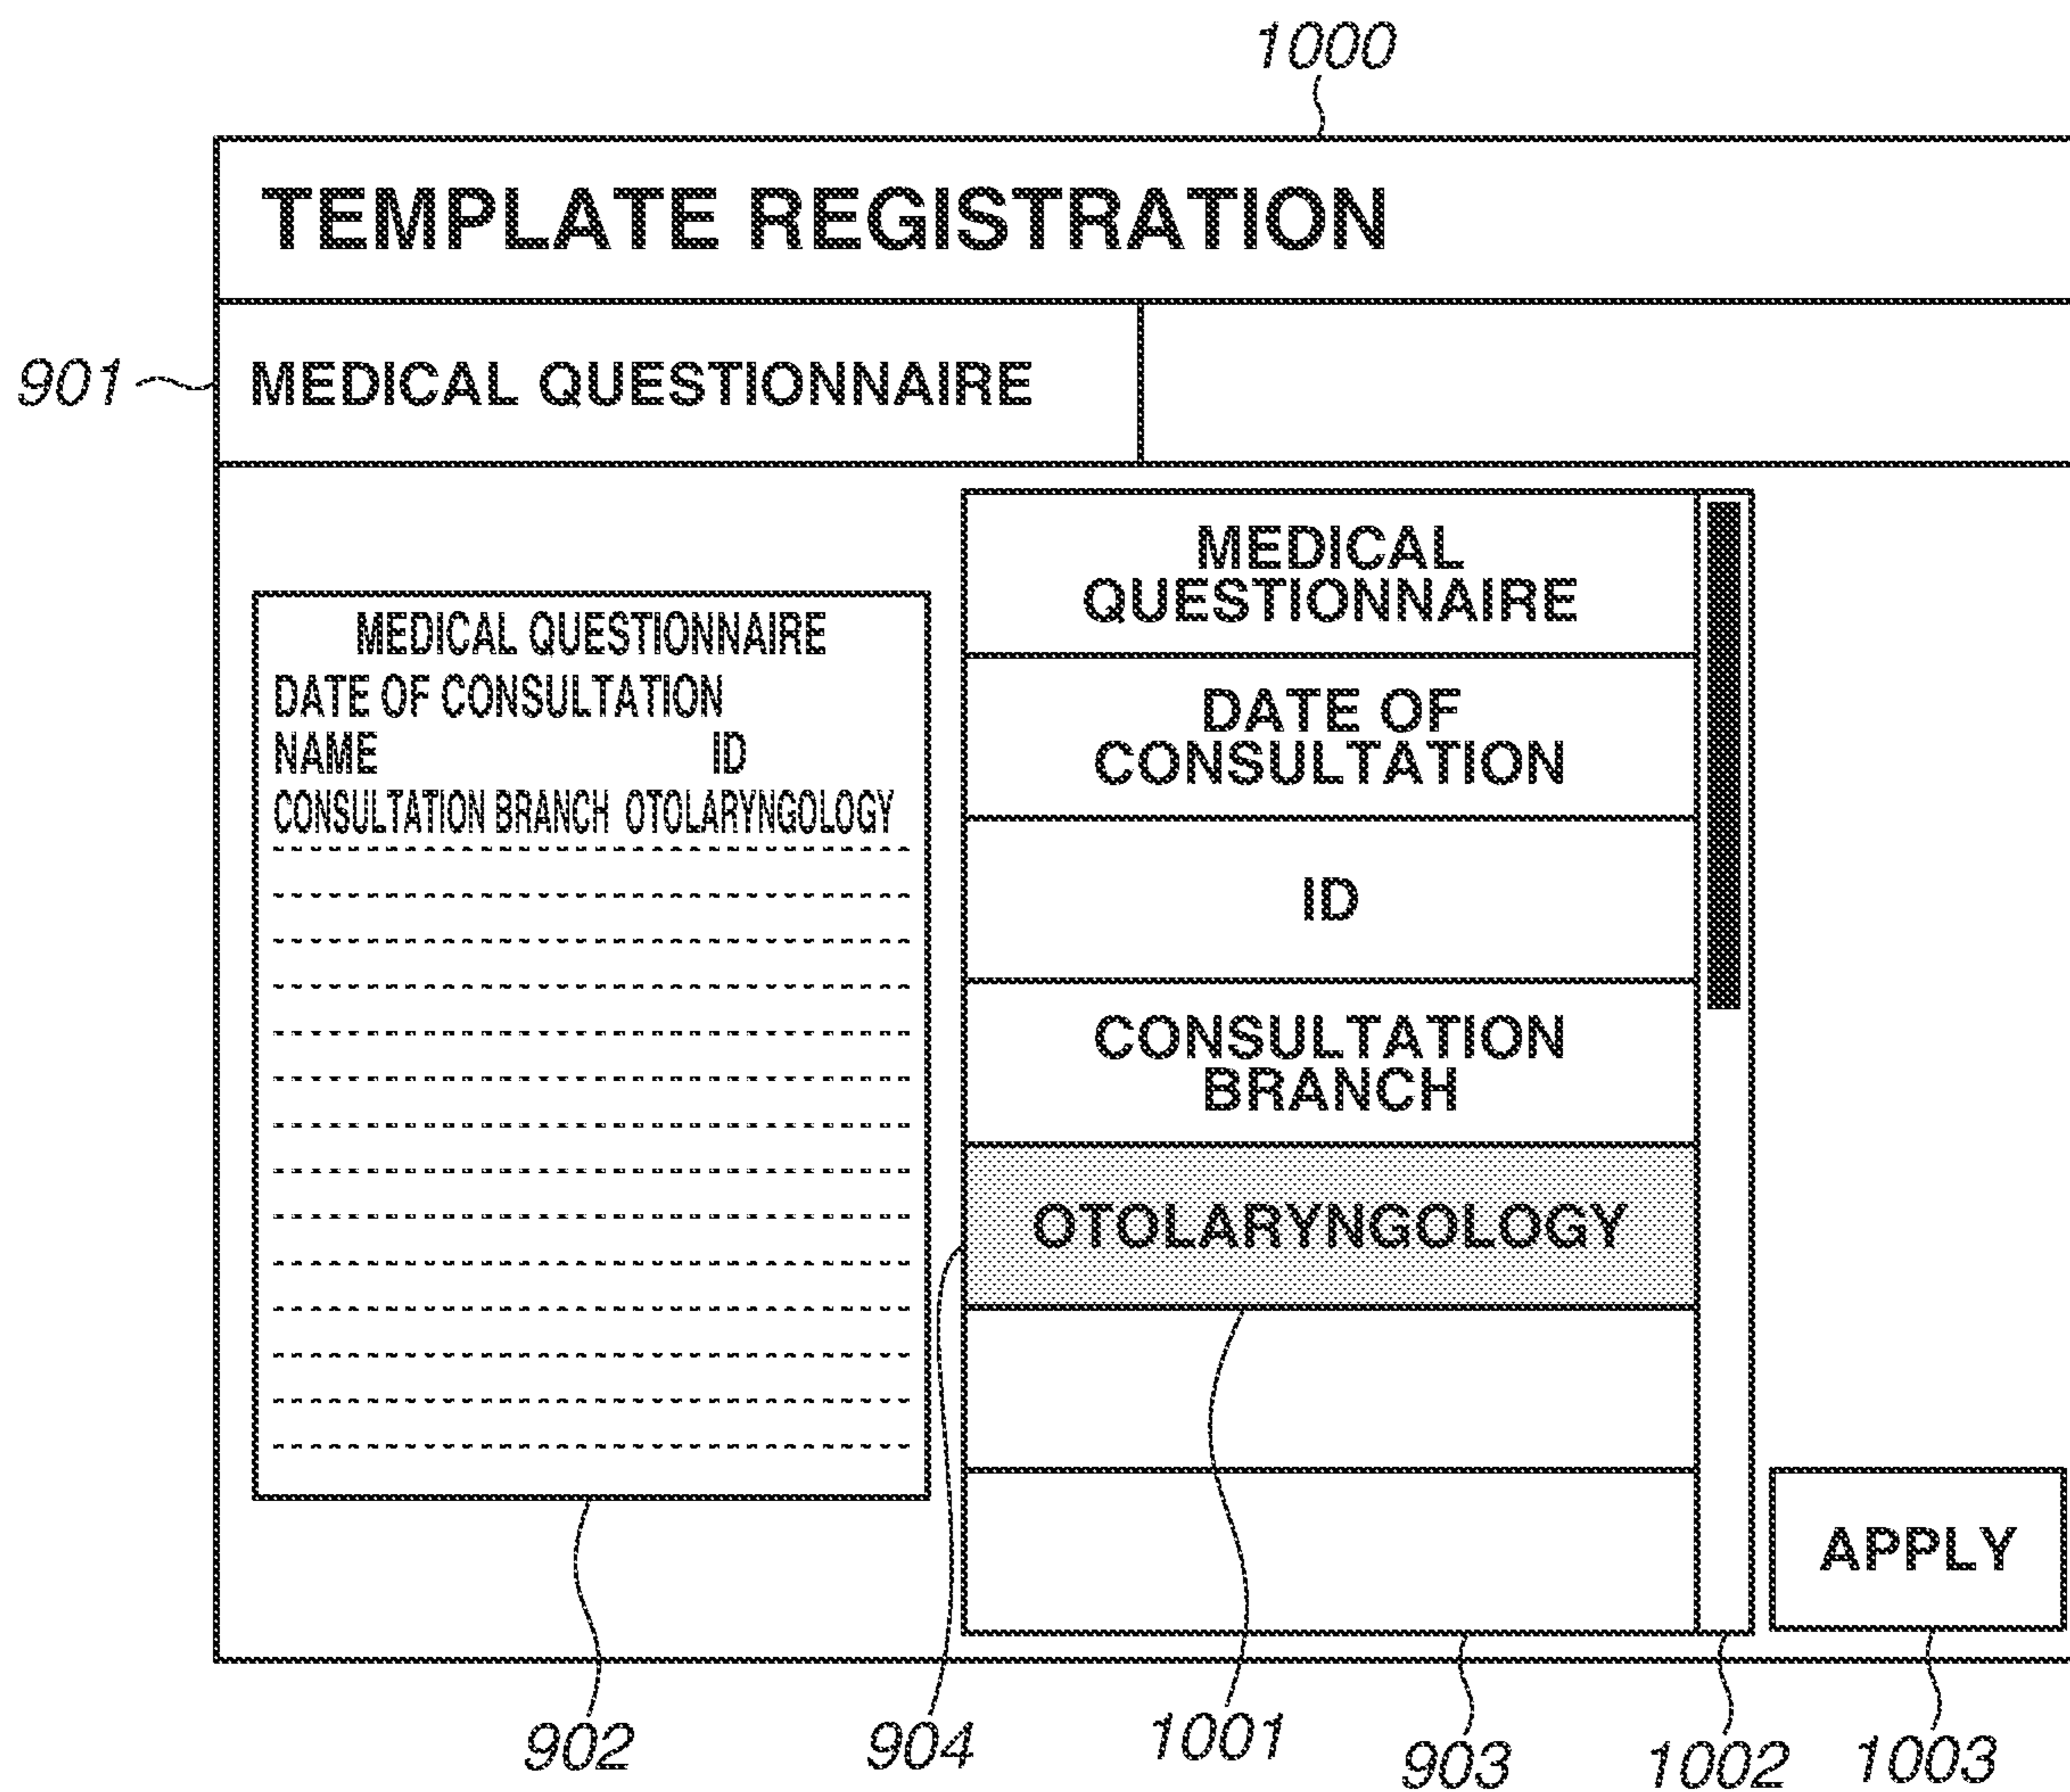 1000
TEMPLATE REGISTRATION
901
MEDICAL QUESTIONNAIRE
MEDICAL QUESTIONNAIRE
DATE OF CONSULTATION
NAME ID
CONSULTATION BRANCH OTOLARYNGOLOGY
MEDICAL
QUESTIONNAIRE
DATE OF
CONSULTATION
ID
CONSULTATION
BRANCH
OTOLARYNGOLOGY
APPLY
902
904
1001
903
1002
1003